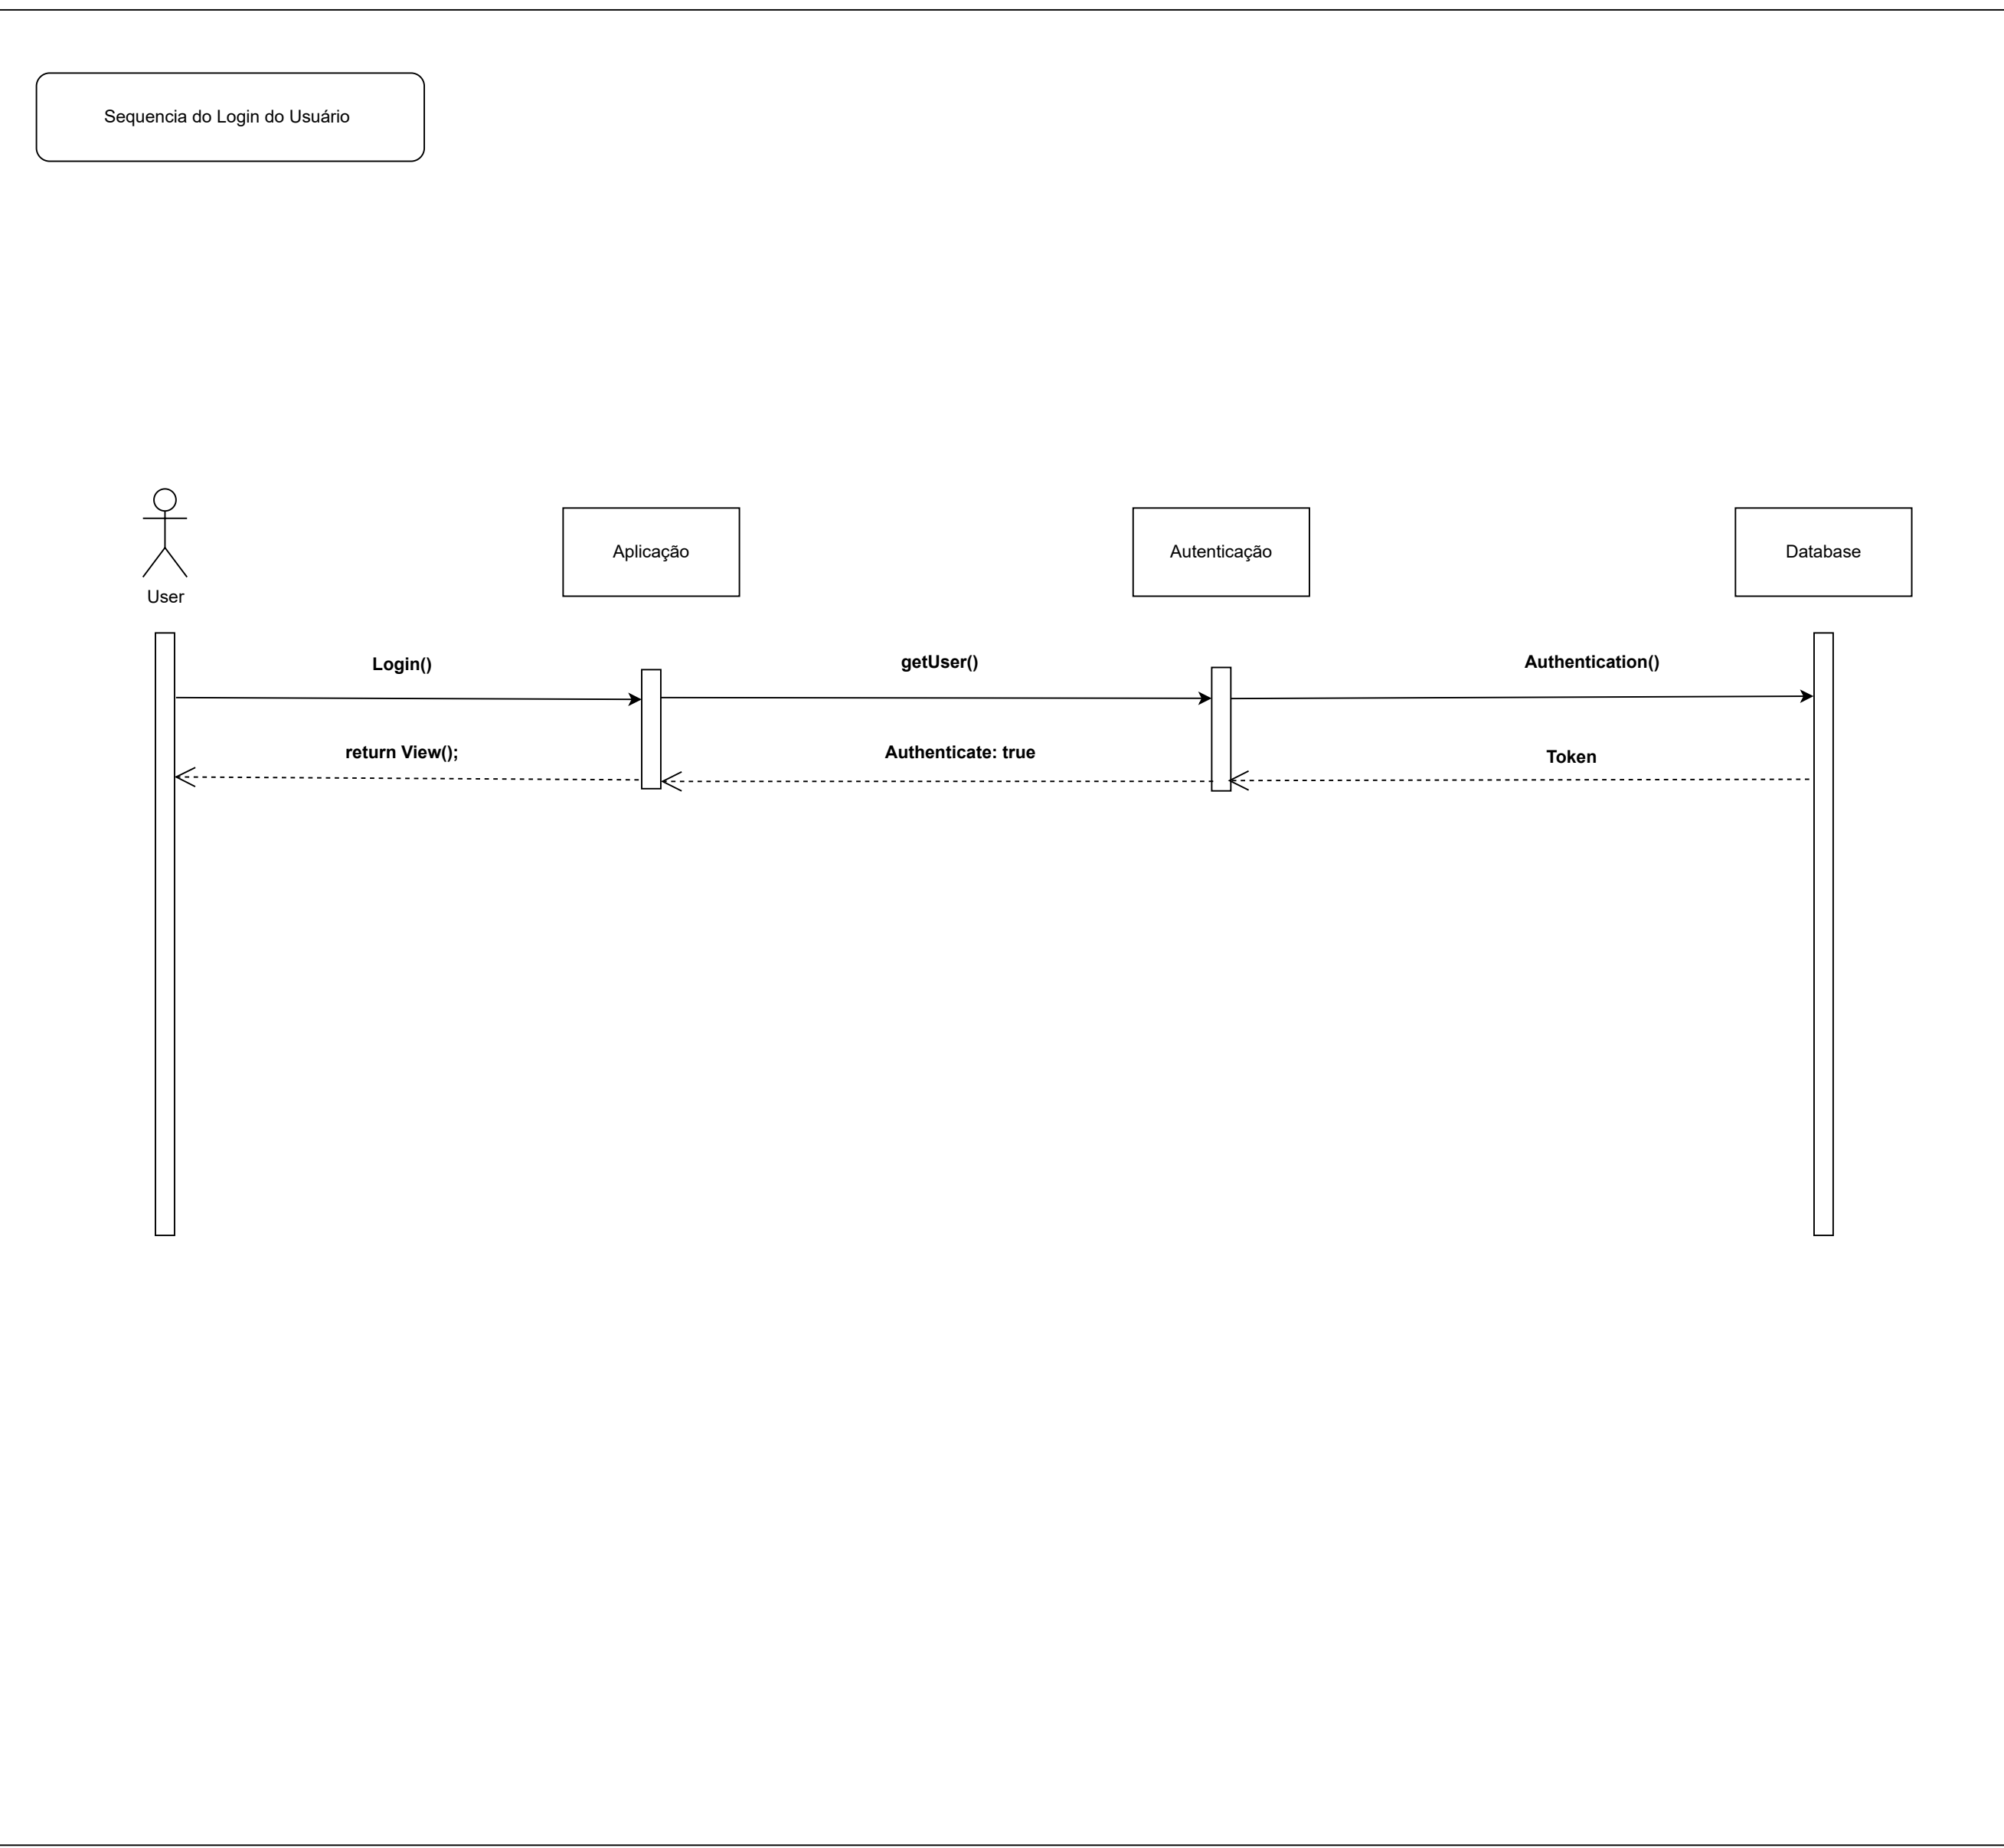 Sequencia do Login do Usuário
User
Aplicação
Autenticação
Database
Login()
getUser()
Authentication()
return View();
Authenticate: true
Token